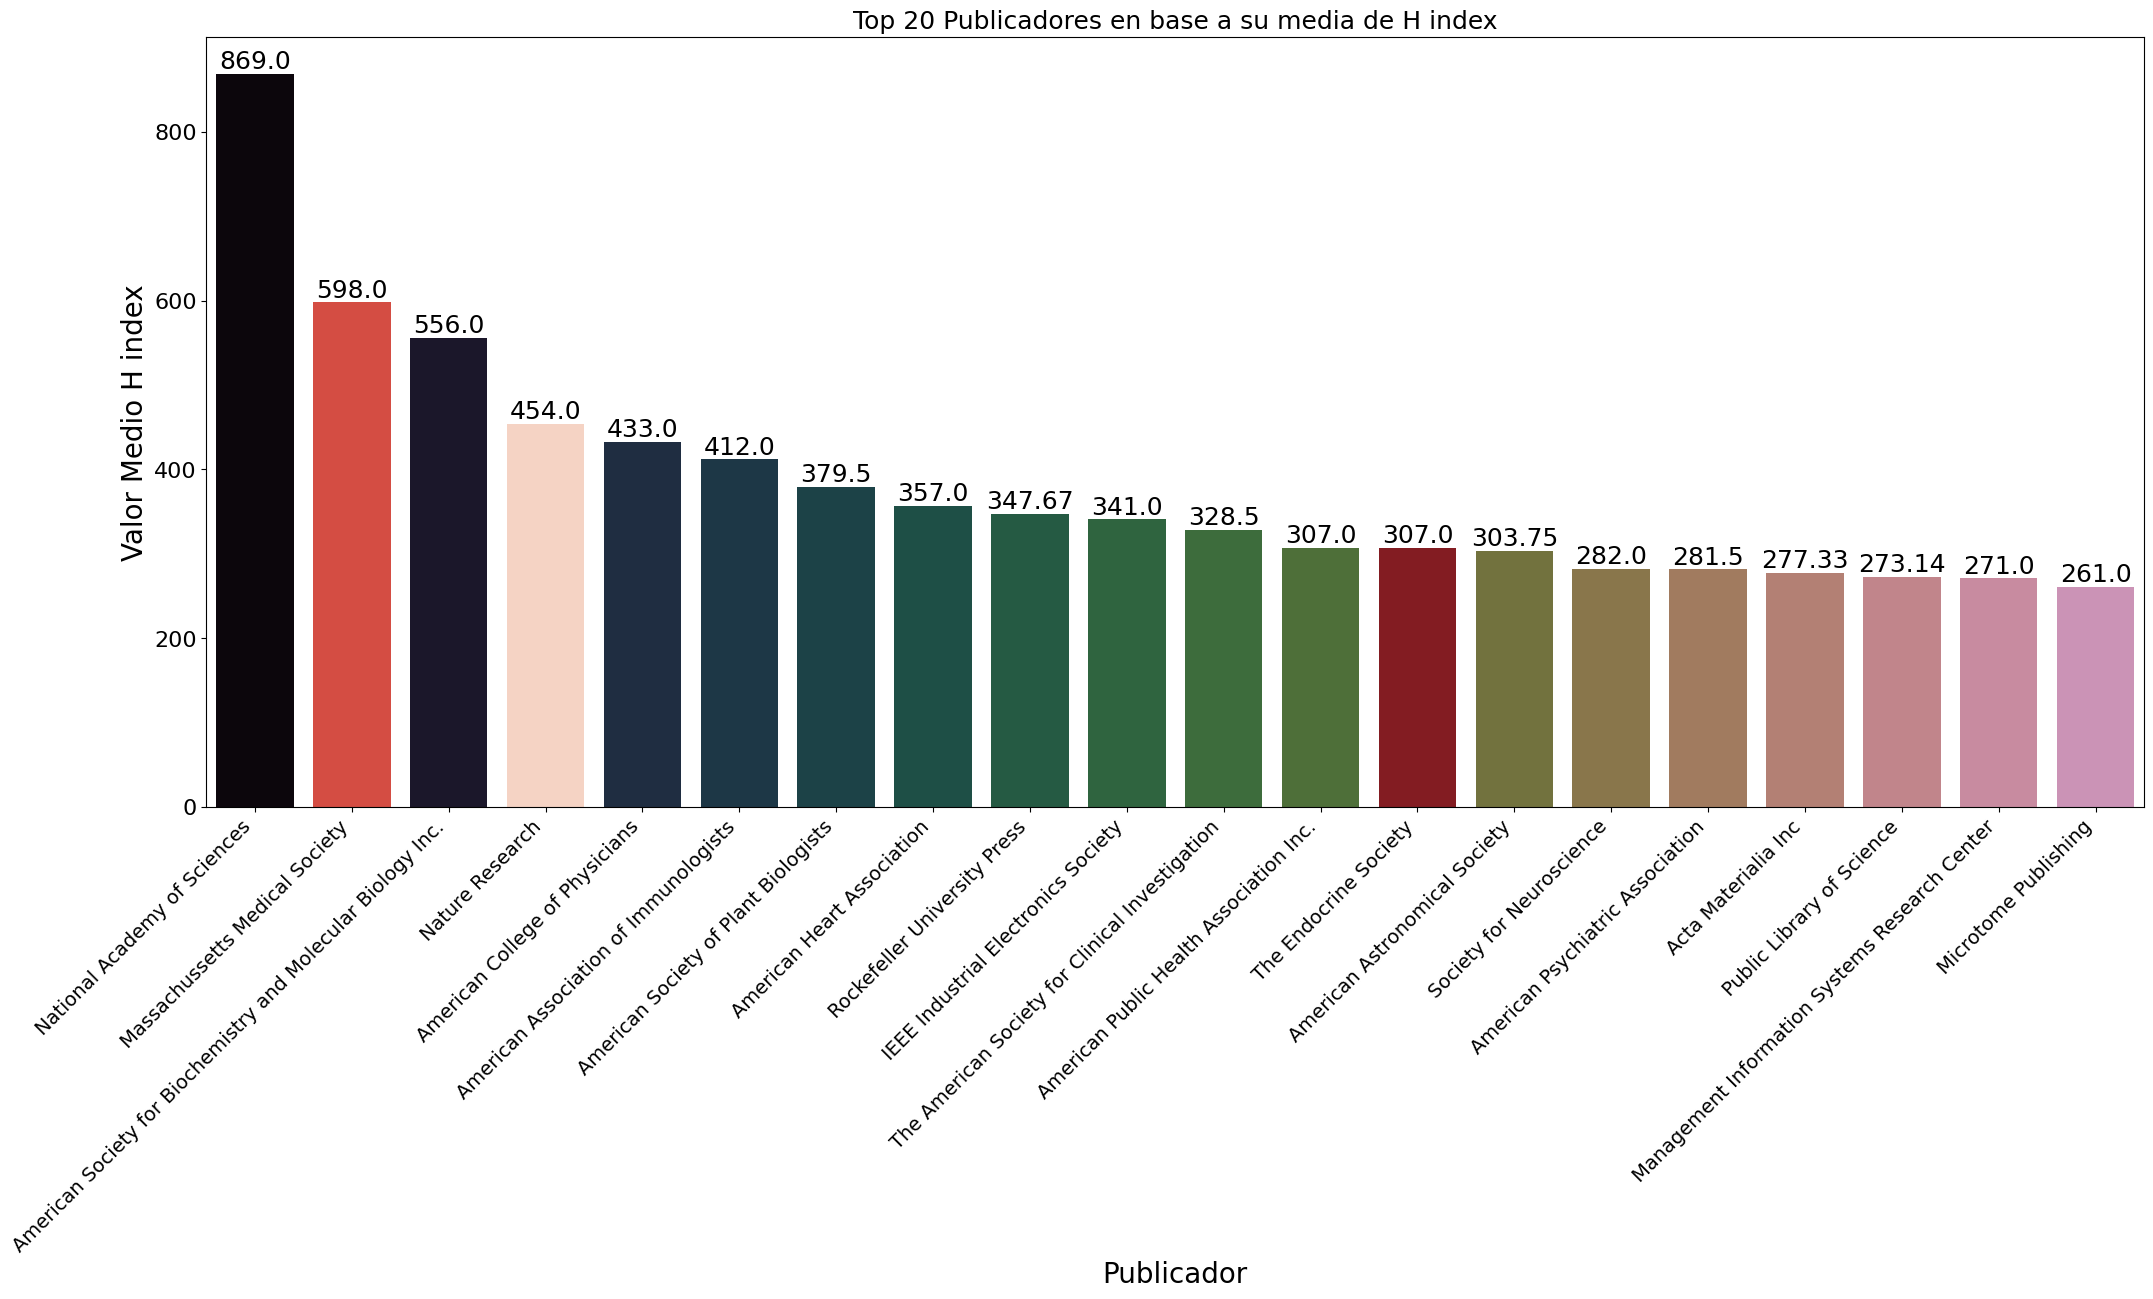 Top 20 Publicadores en base a su media de H index
Valor Medio H index
800
600
400
200
0
869.0
598.0
556.0
454.0
433.0
412.0
379.5
357.0
347.67
341.0
328.5
307.0
307.0
303.75
282.0
281.5
277.33
273.14
271.0
261.0
National Academy of Sciences
Massachussetts Medical Society
American Society for Biochemistry and Molecular Biology Inc.
Nature Research
American College of Physicians
American Association of Immunologists
American Society of Plant Biologists
American Heart Association
Rockefeller University Press
IEEE Industrial Electronics Society
The American Society for Clinical Investigation
American Public Health Association Inc.
The Endocrine Society
American Astronomical Society
Society for Neuroscience
American Psychiatric Association
Acta Materialia Inc
Public Library of Science
Management Information Systems Research Center
Microtome Publishing
Publicador